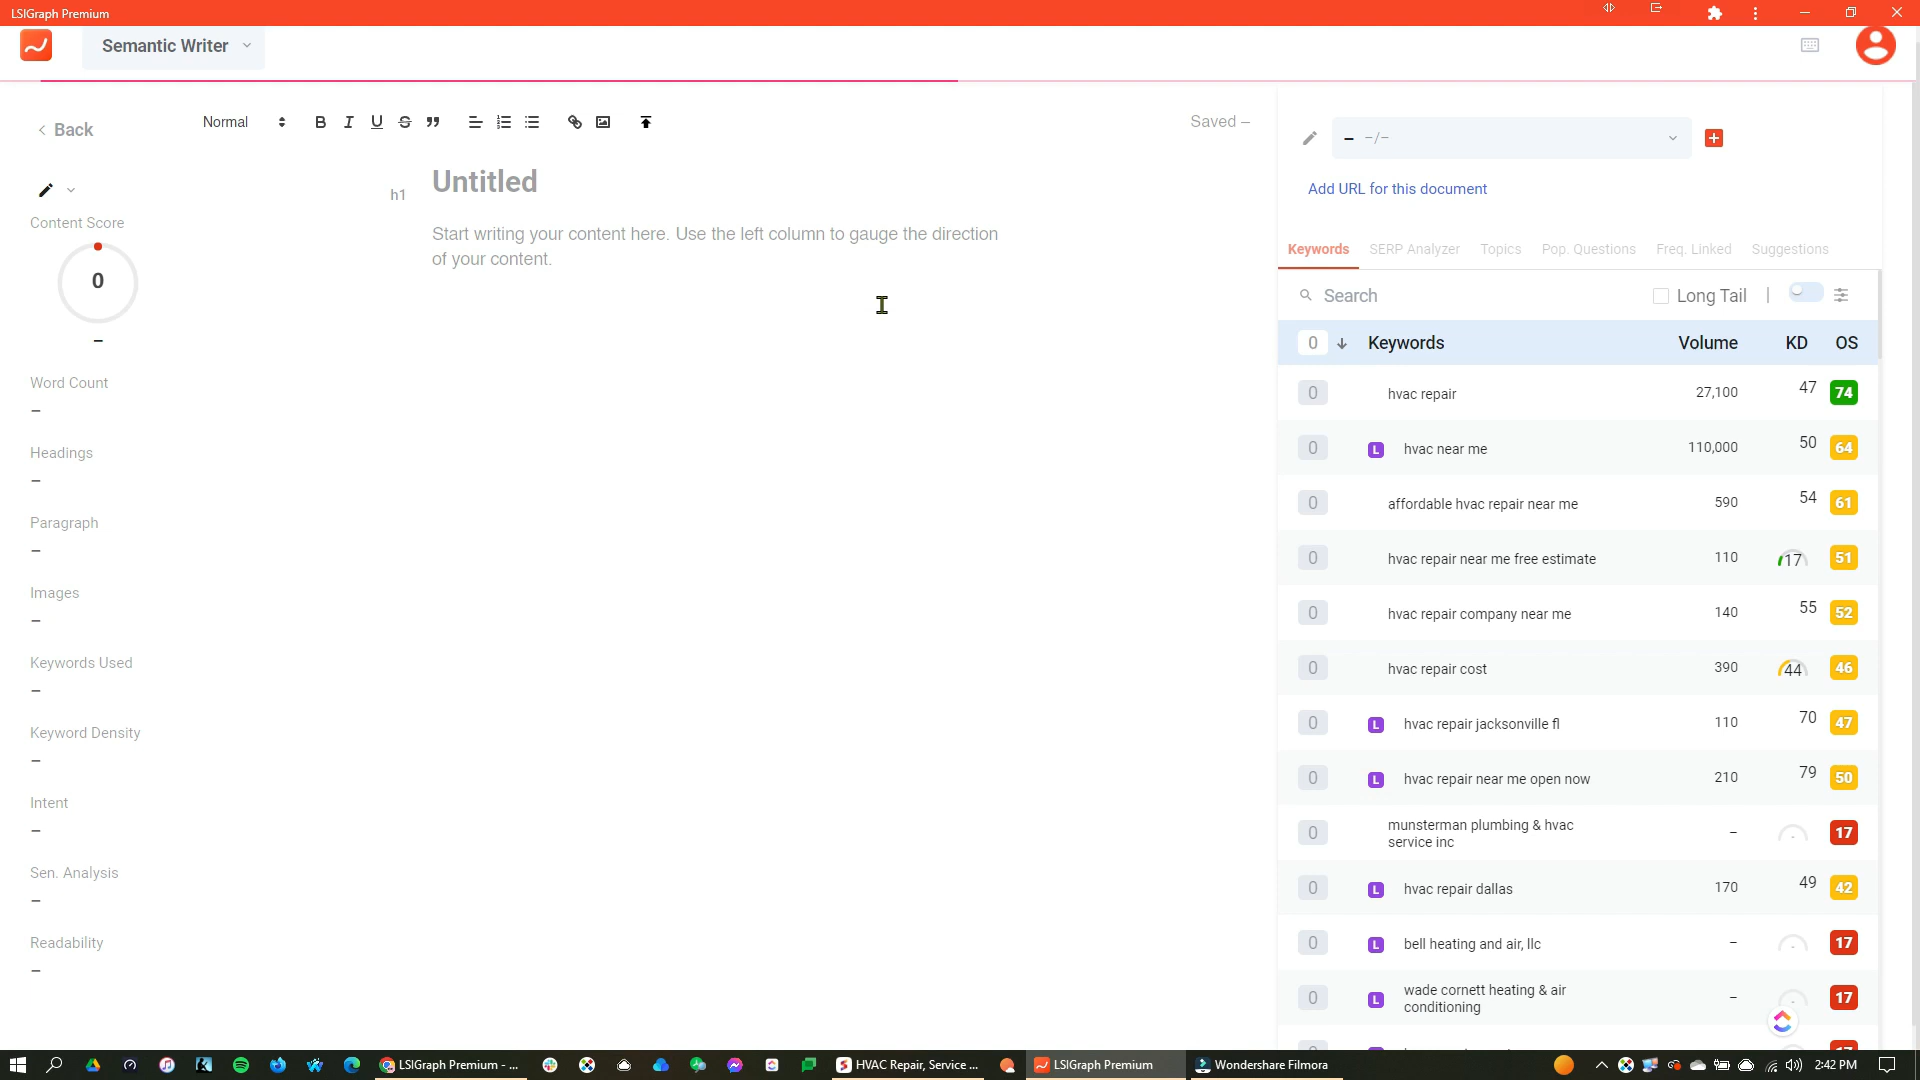 LSIGraph Premium
Semantic Writer
Back
Normal
B I U S
Saved –
– –/–
Add URL for this document
h1 Untitled
Start writing your content here. Use the left column to gauge the direction
of your content.
Content Score
0
–
Word Count
–
Headings
–
Paragraph
–
Images
–
Keywords Used
–
Keyword Density
–
Intent
–
Sen. Analysis
–
Readability
–
Keywords SERP Analyzer Topics Pop. Questions Freq. Linked Suggestions
Search Long Tail |
0 Keywords Volume KD OS
0 hvac repair 27,100 47 74
0 L hvac near me 110,000 50 64
0 affordable hvac repair near me 590 54 61
0 hvac repair near me free estimate 110 17 51
0 hvac repair company near me 140 55 52
0 hvac repair cost 390 44 46
0 L hvac repair jacksonville fl 110 70 47
0 L hvac repair near me open now 210 79 50
0 munsterman plumbing & hvac
service inc – - 17
0 L hvac repair dallas 170 49 42
0 L bell heating and air, llc – - 17
0 L wade cornett heating & air
conditioning – - 17
LSIGraph Premium - ... HVAC Repair, Service ... LSIGraph Premium Wondershare Filmora 2:42 PM